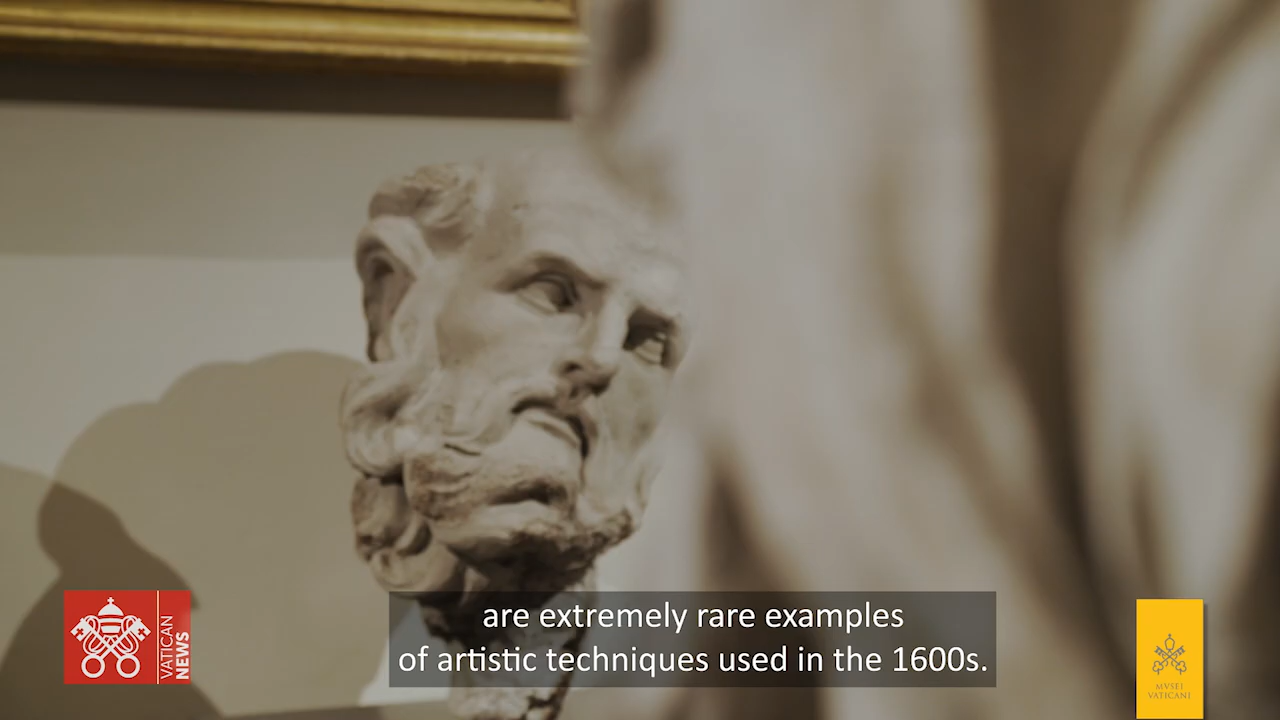 are extremely rare examples
of artistic techniques used in the 1600s.
VATICAN
NEWS
MVSEI
VATICANI